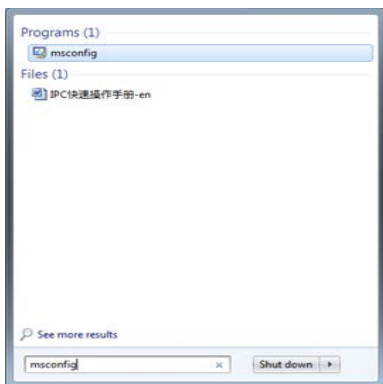 Programs (1)
msconfig
Files (1)
IPC快速操作手册-en
See more results
msconfig
Shut down